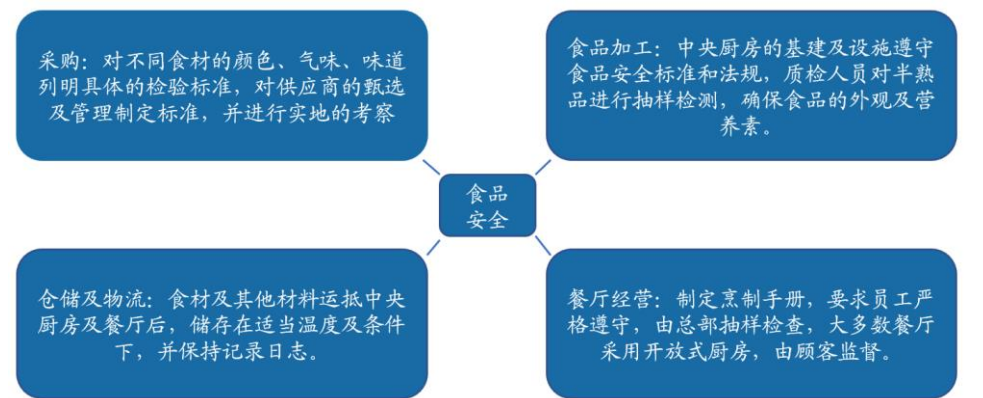 采购：对不同食材的颜色、气味、味道
列明具体的检验标准，对供应商的甄选
及管理制定标准，并进行实地的考察
食品加工：中央厨房的基建及设施遵守
食品安全标准和法规，质检人员对半熟
品进行抽样检测，确保食品的外观及营
养素。
食品
安全
仓储及物流：食材及其他材料运抵中央
厨房及餐厅后，储存在适当温度及条件
下，并保持记录日志。
餐厅经营：制定烹制手册，要求员工严
格遵守，由总部抽样检查，大多数餐厅
采用开放式厨房，由顾客监督。